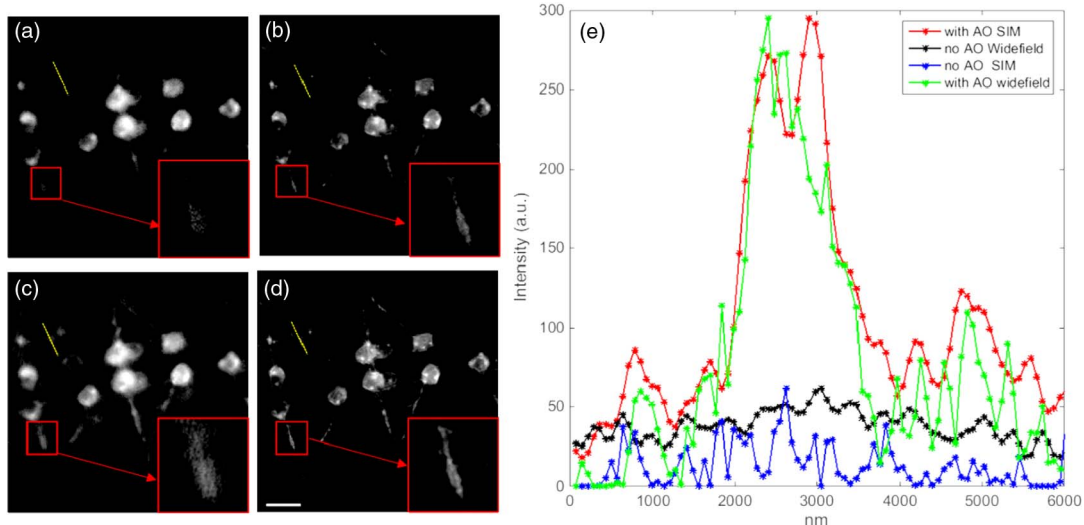 (a)
(b)
(c)
(d)
(e)
300
250
200
150
100
50
0
Intensity (a.u.)
0
1000
2000
3000
4000
5000
6000
nm
with AO SIM
no AO Widefield
no AO  SIM
with AO widefield